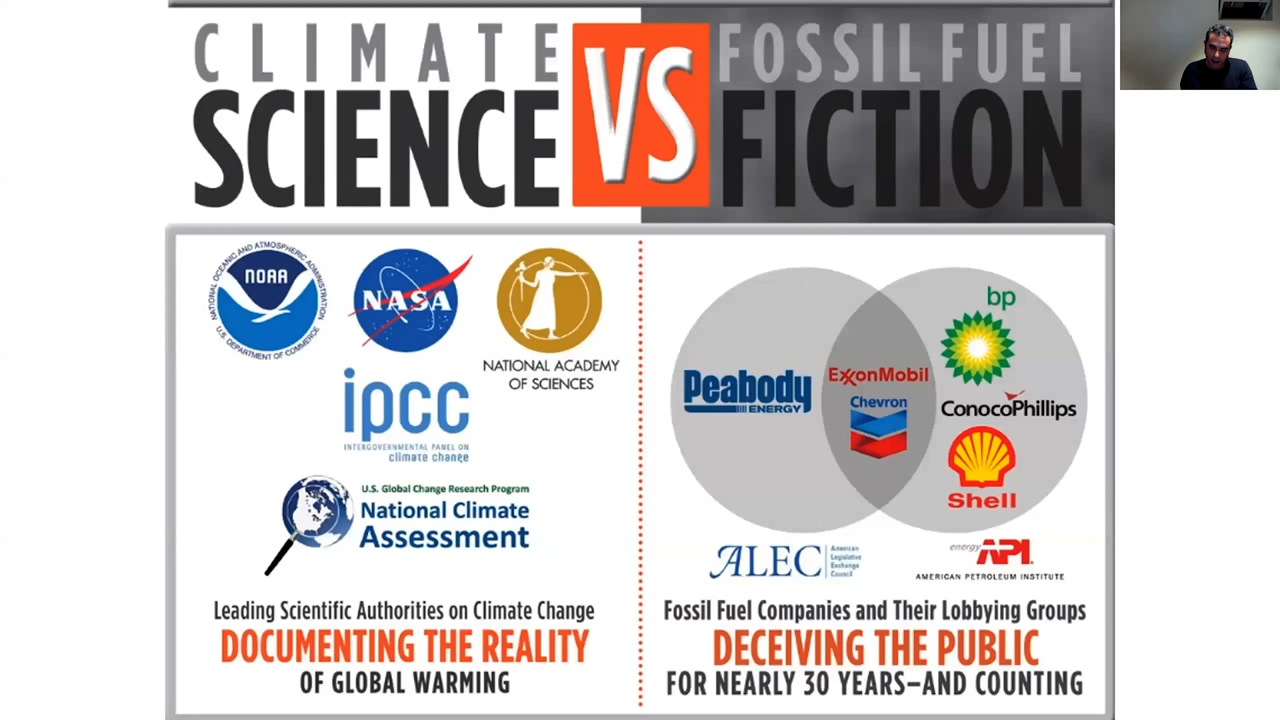 CLIMATE
SCIENCE
VS
FOSSIL FUEL
FICTION
NATIONAL OCEANIC AND ATMOSPHERIC ADMINISTRATION
NOAA
U.S. DEPARTMENT OF COMMERCE
NASA
NATIONAL ACADEMY
OF SCIENCES
ipcc
INTERGOVERNMENTAL PANEL ON
climate change
U.S. Global Change Research Program
National Climate
Assessment
Leading Scientific Authorities on Climate Change
DOCUMENTING THE REALITY
OF GLOBAL WARMING
Peabody
ENERGY
ExxonMobil
Chevron
bp
ConocoPhillips
Shell
ALEC
American
Legislative
Exchange
Council
energy API
AMERICAN PETROLEUM INSTITUTE
Fossil Fuel Companies and Their Lobbying Groups
DECEIVING THE PUBLIC
FOR NEARLY 30 YEARS–AND COUNTING